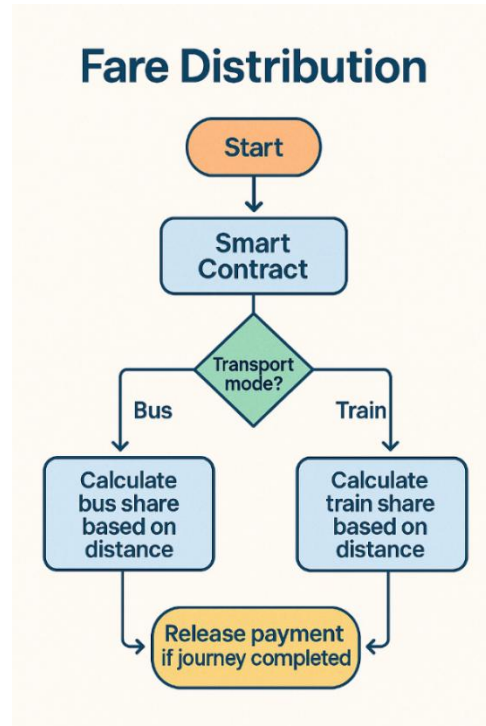 Fare Distribution
Start
Smart
Contract
Transport
mode?
Bus
Train
Calculate
bus share
based on
distance
Calculate
train share
based on
distance
Release payment
if journey completed